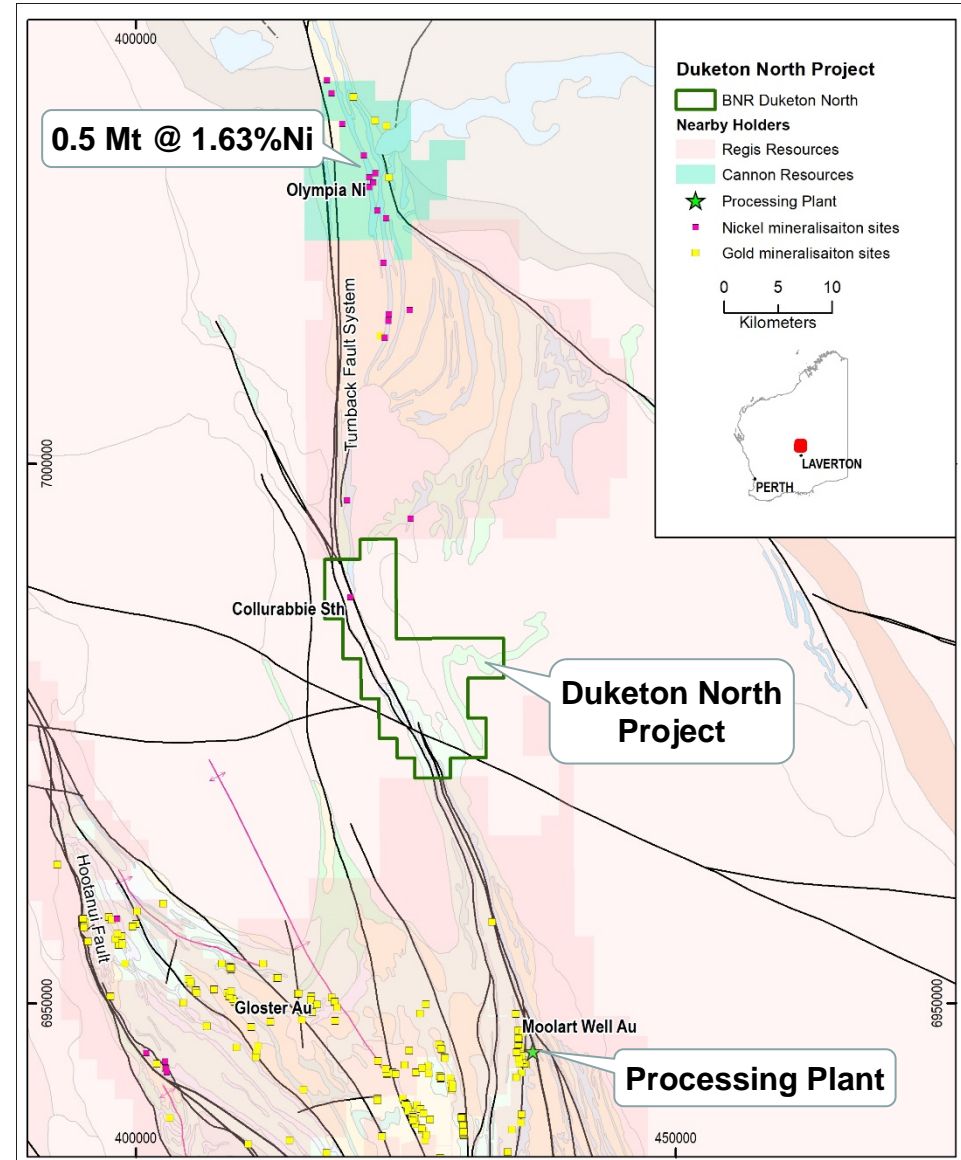 400000
0.5 Mt @ 1.63%Ni
Olympia Ni
Turnback Fault System
7000000
Collurabbie Sth
Duketon North
Project
Hootanui Fault
Gloster Au
Moolart Well Au
Processing Plant
6950000
6950000
400000
450000
Duketon North Project
BNR Duketon North
Nearby Holders
Regis Resources
Cannon Resources
Processing Plant
Nickel mineralisaiton sites
Gold mineralisaiton sites
0 5 10
Kilometers
LAVERTON
PERTH